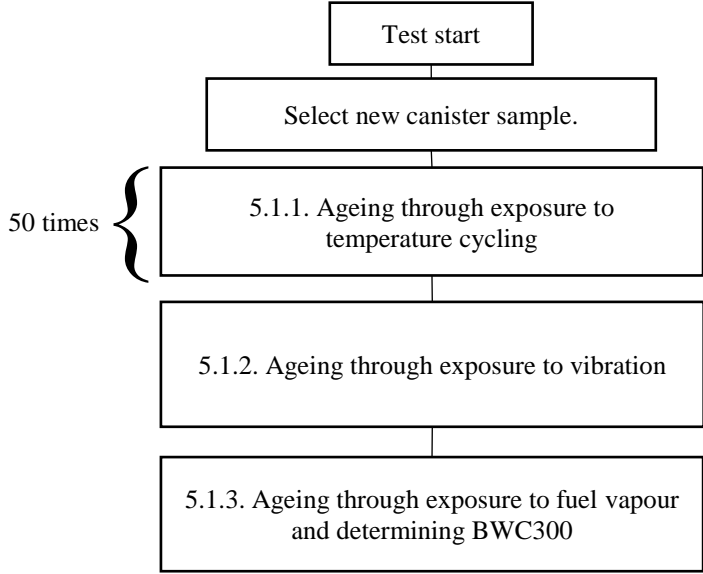 Test start
Select new canister sample.
50 times
5.1.1. Ageing through exposure to
temperature cycling
5.1.2. Ageing through exposure to vibration
5.1.3. Ageing through exposure to fuel vapour
and determining BWC300